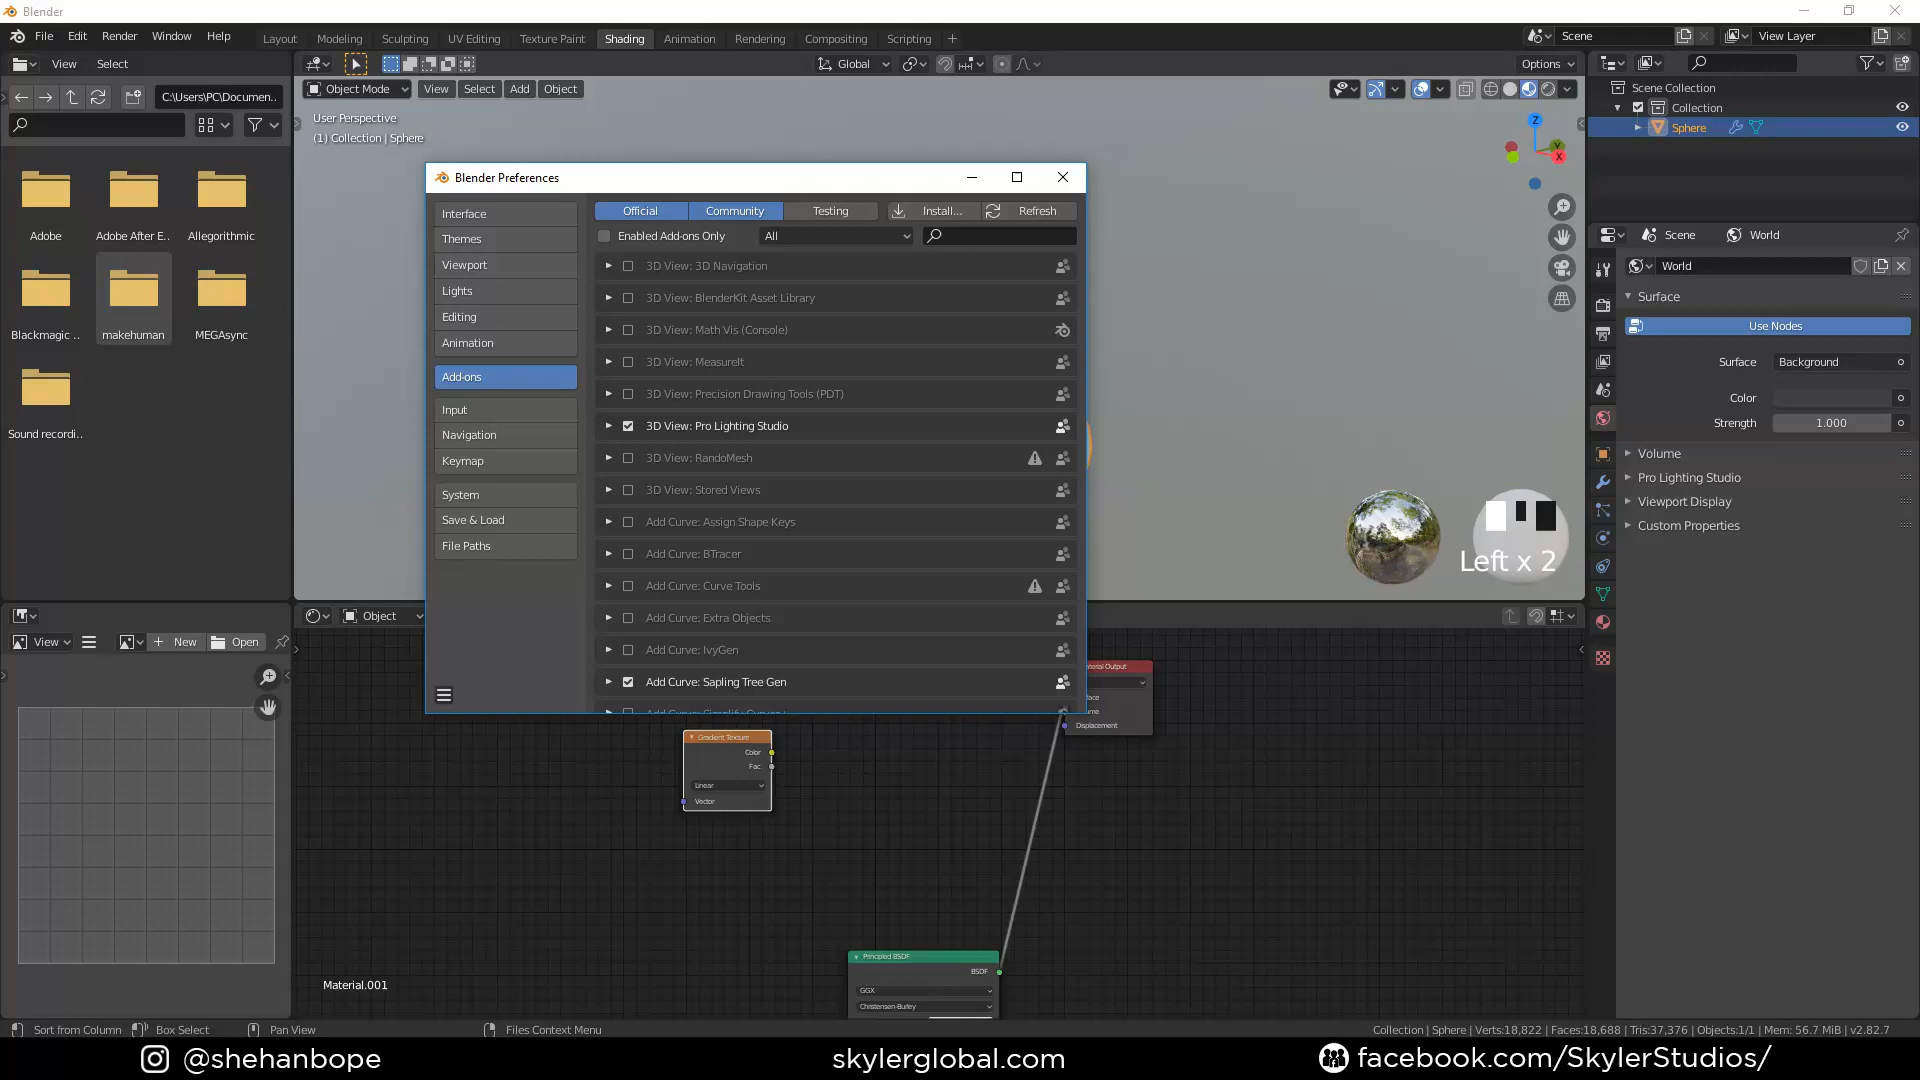 Blender
File Edit Render Window Help
Layout Modeling Sculpting UV Editing Texture Paint Shading Animation Rendering Compositing Scripting
Scene View Layer
View Select
Global Options
C:\Users\PC\Documen..
Object Mode View Select Add Object
User Perspective
(1) Collection | Sphere
Z
Y
X
Scene Collection
Collection
Sphere
Adobe
Adobe After E..
Allegorithmic
Blackmagic ..
makehuman
MEGAsync
Sound recordi..
Blender Preferences
Interface
Themes
Viewport
Lights
Editing
Animation
Add-ons
Input
Navigation
Keymap
System
Save & Load
File Paths
Official Community Testing Install... Refresh
Enabled Add-ons Only All
3D View: 3D Navigation
3D View: BlenderKit Asset Library
3D View: Math Vis (Console)
3D View: MeasureIt
3D View: Precision Drawing Tools (PDT)
3D View: Pro Lighting Studio
3D View: RandoMesh
3D View: Stored Views
Add Curve: Assign Shape Keys
Add Curve: BTracer
Add Curve: Curve Tools
Add Curve: Extra Objects
Add Curve: IvyGen
Add Curve: Sapling Tree Gen
Scene World
World
Surface
Use Nodes
Surface Background
Color
Strength 1.000
Volume
Pro Lighting Studio
Viewport Display
Custom Properties
Left x 2
View New Open
Object
Gradient Texture
Color
Fac
Linear
Vector
aterial Output
face
ume
Displacement
Principled BSDF
BSDF
GGX
Christensen-Burley
Material.001
Sort from Column Box Select Pan View Files Context Menu
Collection | Sphere | Verts:18,822 | Faces:18,688 | Tris:37,376 | Objects:1/1 | Mem: 56.7 MiB | v2.82.7
@shehanbope skylerglobal.com facebook.com/SkylerStudios/